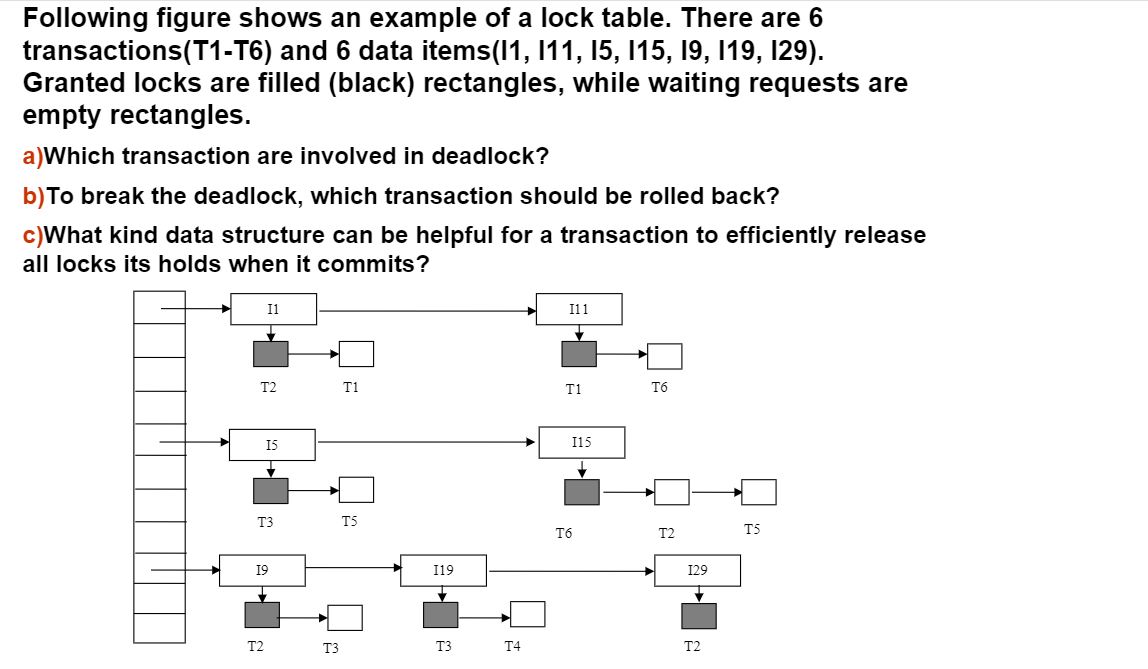 Following figure shows an example of a lock table. There are 6
transactions(T1-T6) and 6 data items(I1, I11, I5, I15, I9, I19, I29).
Granted locks are filled (black) rectangles, while waiting requests are
empty rectangles.
a)Which transaction are involved in deadlock?
b)To break the deadlock, which transaction should be rolled back?
c)What kind data structure can be helpful for a transaction to efficiently release
all locks its holds when it commits?
I1 I11
T2 T1 T1 T6
I5 I15
T3 T5 T6 T2 T5
I9 I19 I29
T2 T3 T3 T4 T2